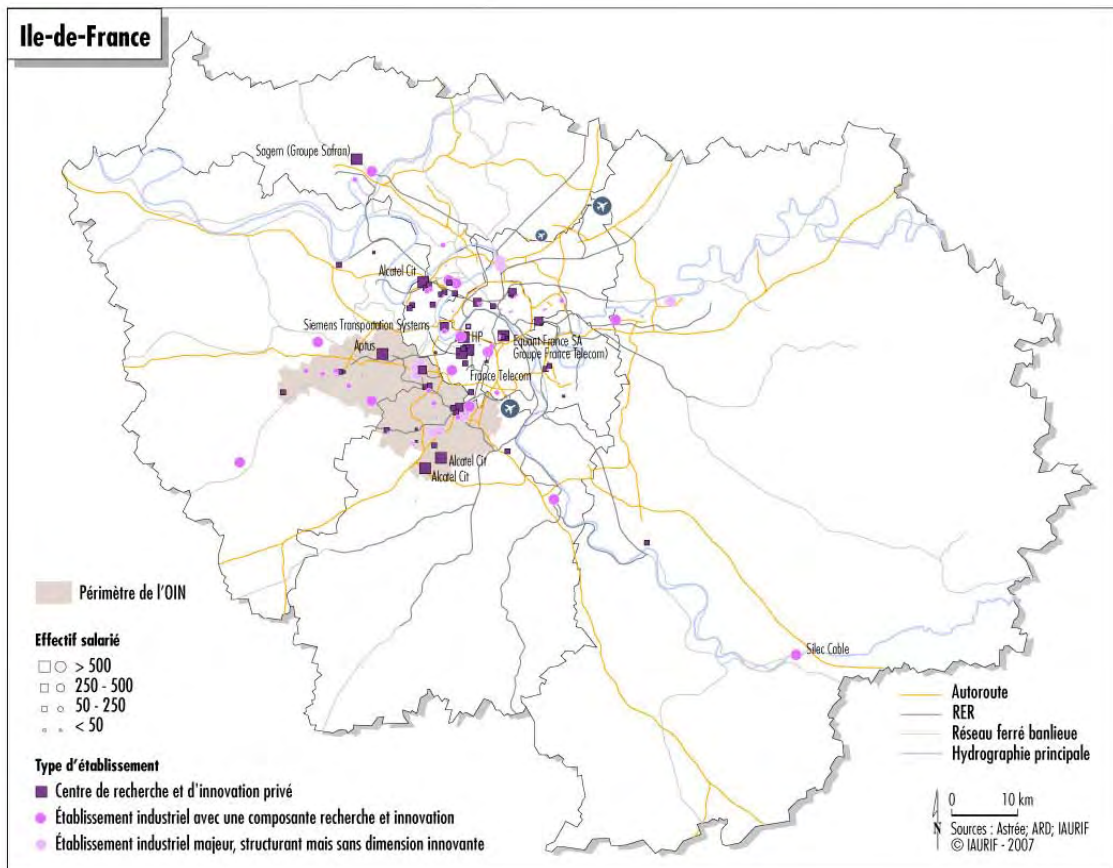 Ile-de-France
Sagem (Groupe Safran)
Alcatel Cit
Siemens Transportation Systems
HP
Equant France SA
Groupe France Telecom)
Aptus
France Telecom
Alcatel Cit
Alcatel Cit
Silec Cable
Périmètre de l'OIN
Effectif salarié
> 500
250 - 500
50 - 250
< 50
Type d'établissement
Centre de recherche et d'innovation privé
Établissement industriel avec une composante recherche et innovation
Établissement industriel majeur, structurant mais sans dimension innovante
Autoroute
RER
Réseau ferré banlieue
Hydrographie principale
0 10 km
N
Sources : Astrée; ARD; IAURIF
© IAURIF - 2007